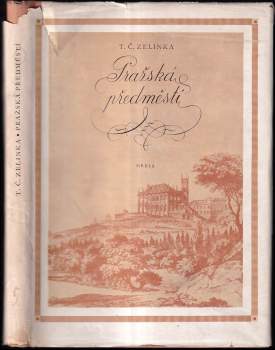 T. Č. ZELINKA • PRAŽSKÁ PŘEDMĚSTÍ
T. Č. ZELINKA
Pražská
předměstí
ORBIS